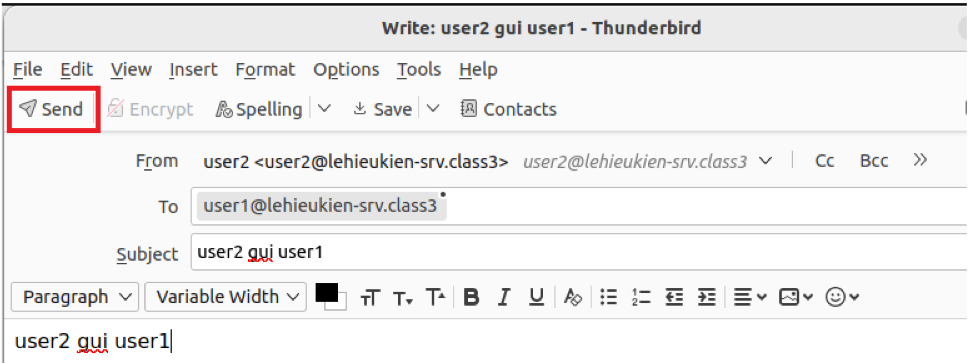 Write: user2 gui user1 - Thunderbird
File Edit View Insert Format Options Tools Help
Send Encrypt Spelling Save Contacts
From user2 <user2@lehieukien-srv.class3> user2@lehieukien-srv.class3 Cc Bcc
To user1@lehieukien-srv.class3
Subject user2 gui user1
Paragraph Variable Width
user2 gui user1